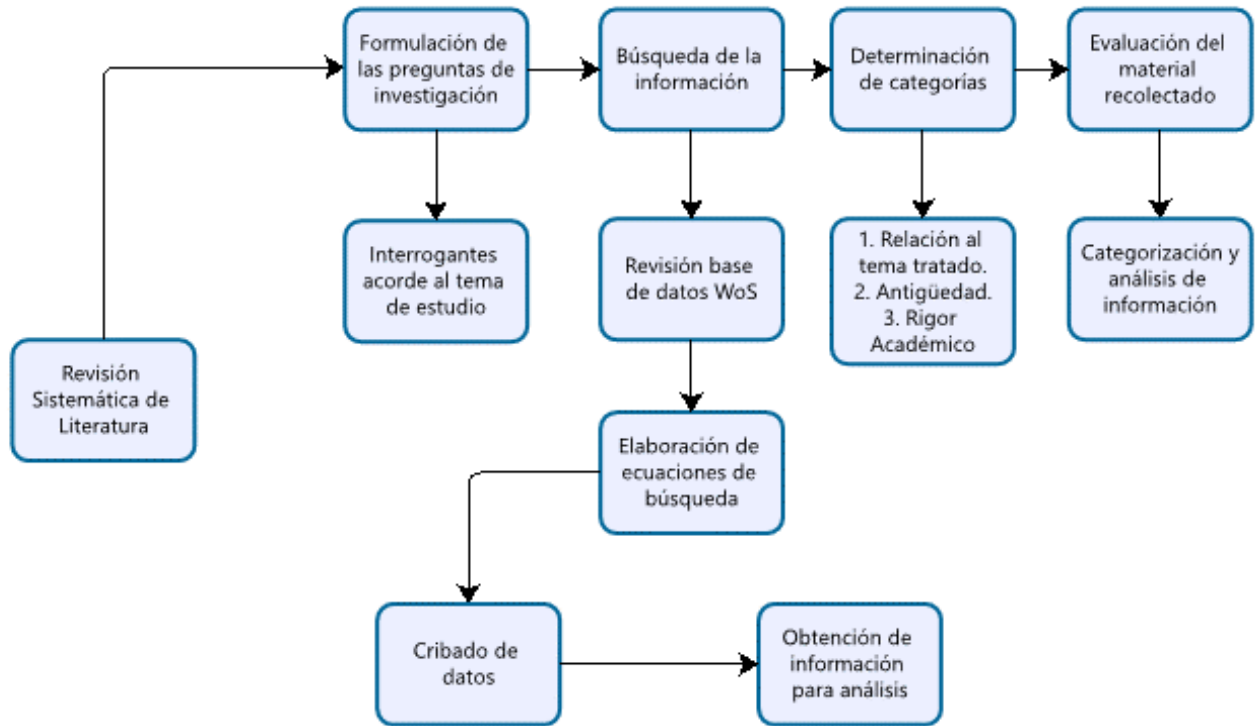 Formulación de
las preguntas de
investigación
Búsqueda de la
información
Determinación
de categorías
Evaluación del
material
recolectado
Interrogantes
acorde al tema
de estudio
Revisión base
de datos WoS
1. Relación al
tema tratado.
2. Antigüedad.
3. Rigor
Académico
Categorización y
análisis de
información
Revisión
Sistemática de
Literatura
Elaboración de
ecuaciones de
búsqueda
Cribado de
datos
Obtención de
información
para análisis